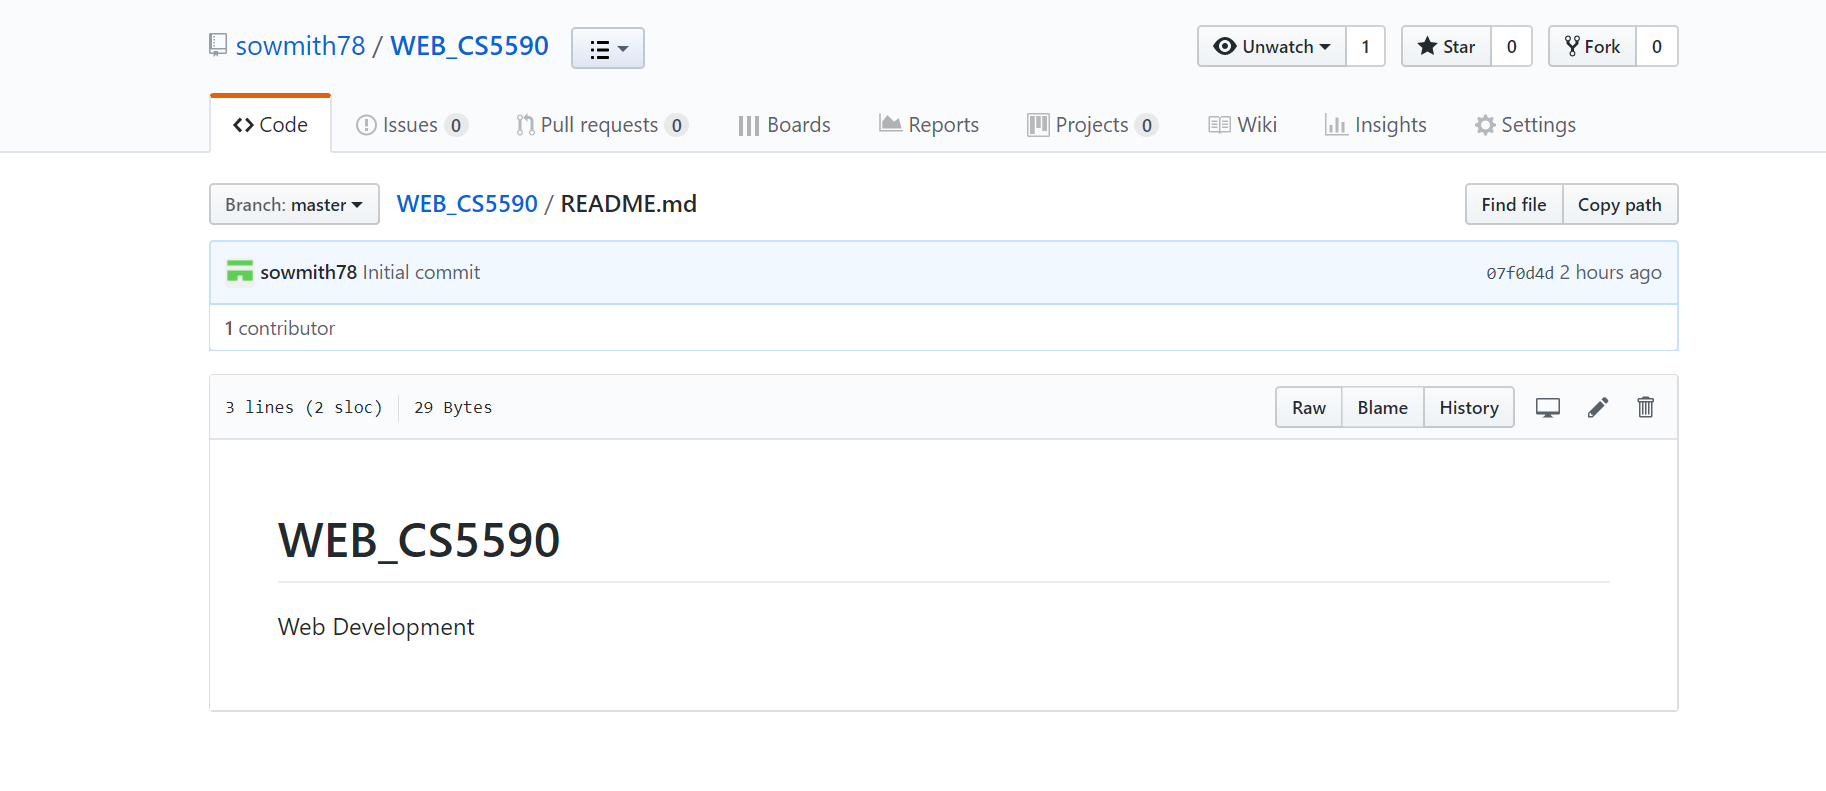 sowmith78 / WEB_CS5590 Unwatch 1 Star 0 Fork 0
Code Issues 0 Pull requests 0 Boards Reports Projects 0 Wiki Insights Settings
Branch: master WEB_CS5590 / README.md Find file Copy path
sowmith78 Initial commit 07f0d4d 2 hours ago
1 contributor
3 lines (2 sloc) 29 Bytes Raw Blame History
WEB_CS5590
Web Development